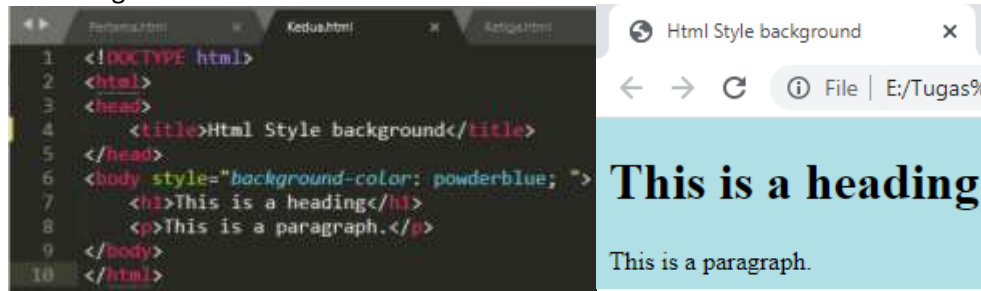 Pertama.html × Kedua.html × Ketiga.html
1 <!DOCTYPE html>
2 <html>
3 <head>
4 <title>Html Style background</title>
5 </head>
6 <body style="background-color: powderblue; ">
7 <h1>This is a heading</h1>
8 <p>This is a paragraph.</p>
9 </body>
10 </html>
Html Style background ×
File | E:/Tugas%
This is a heading
This is a paragraph.